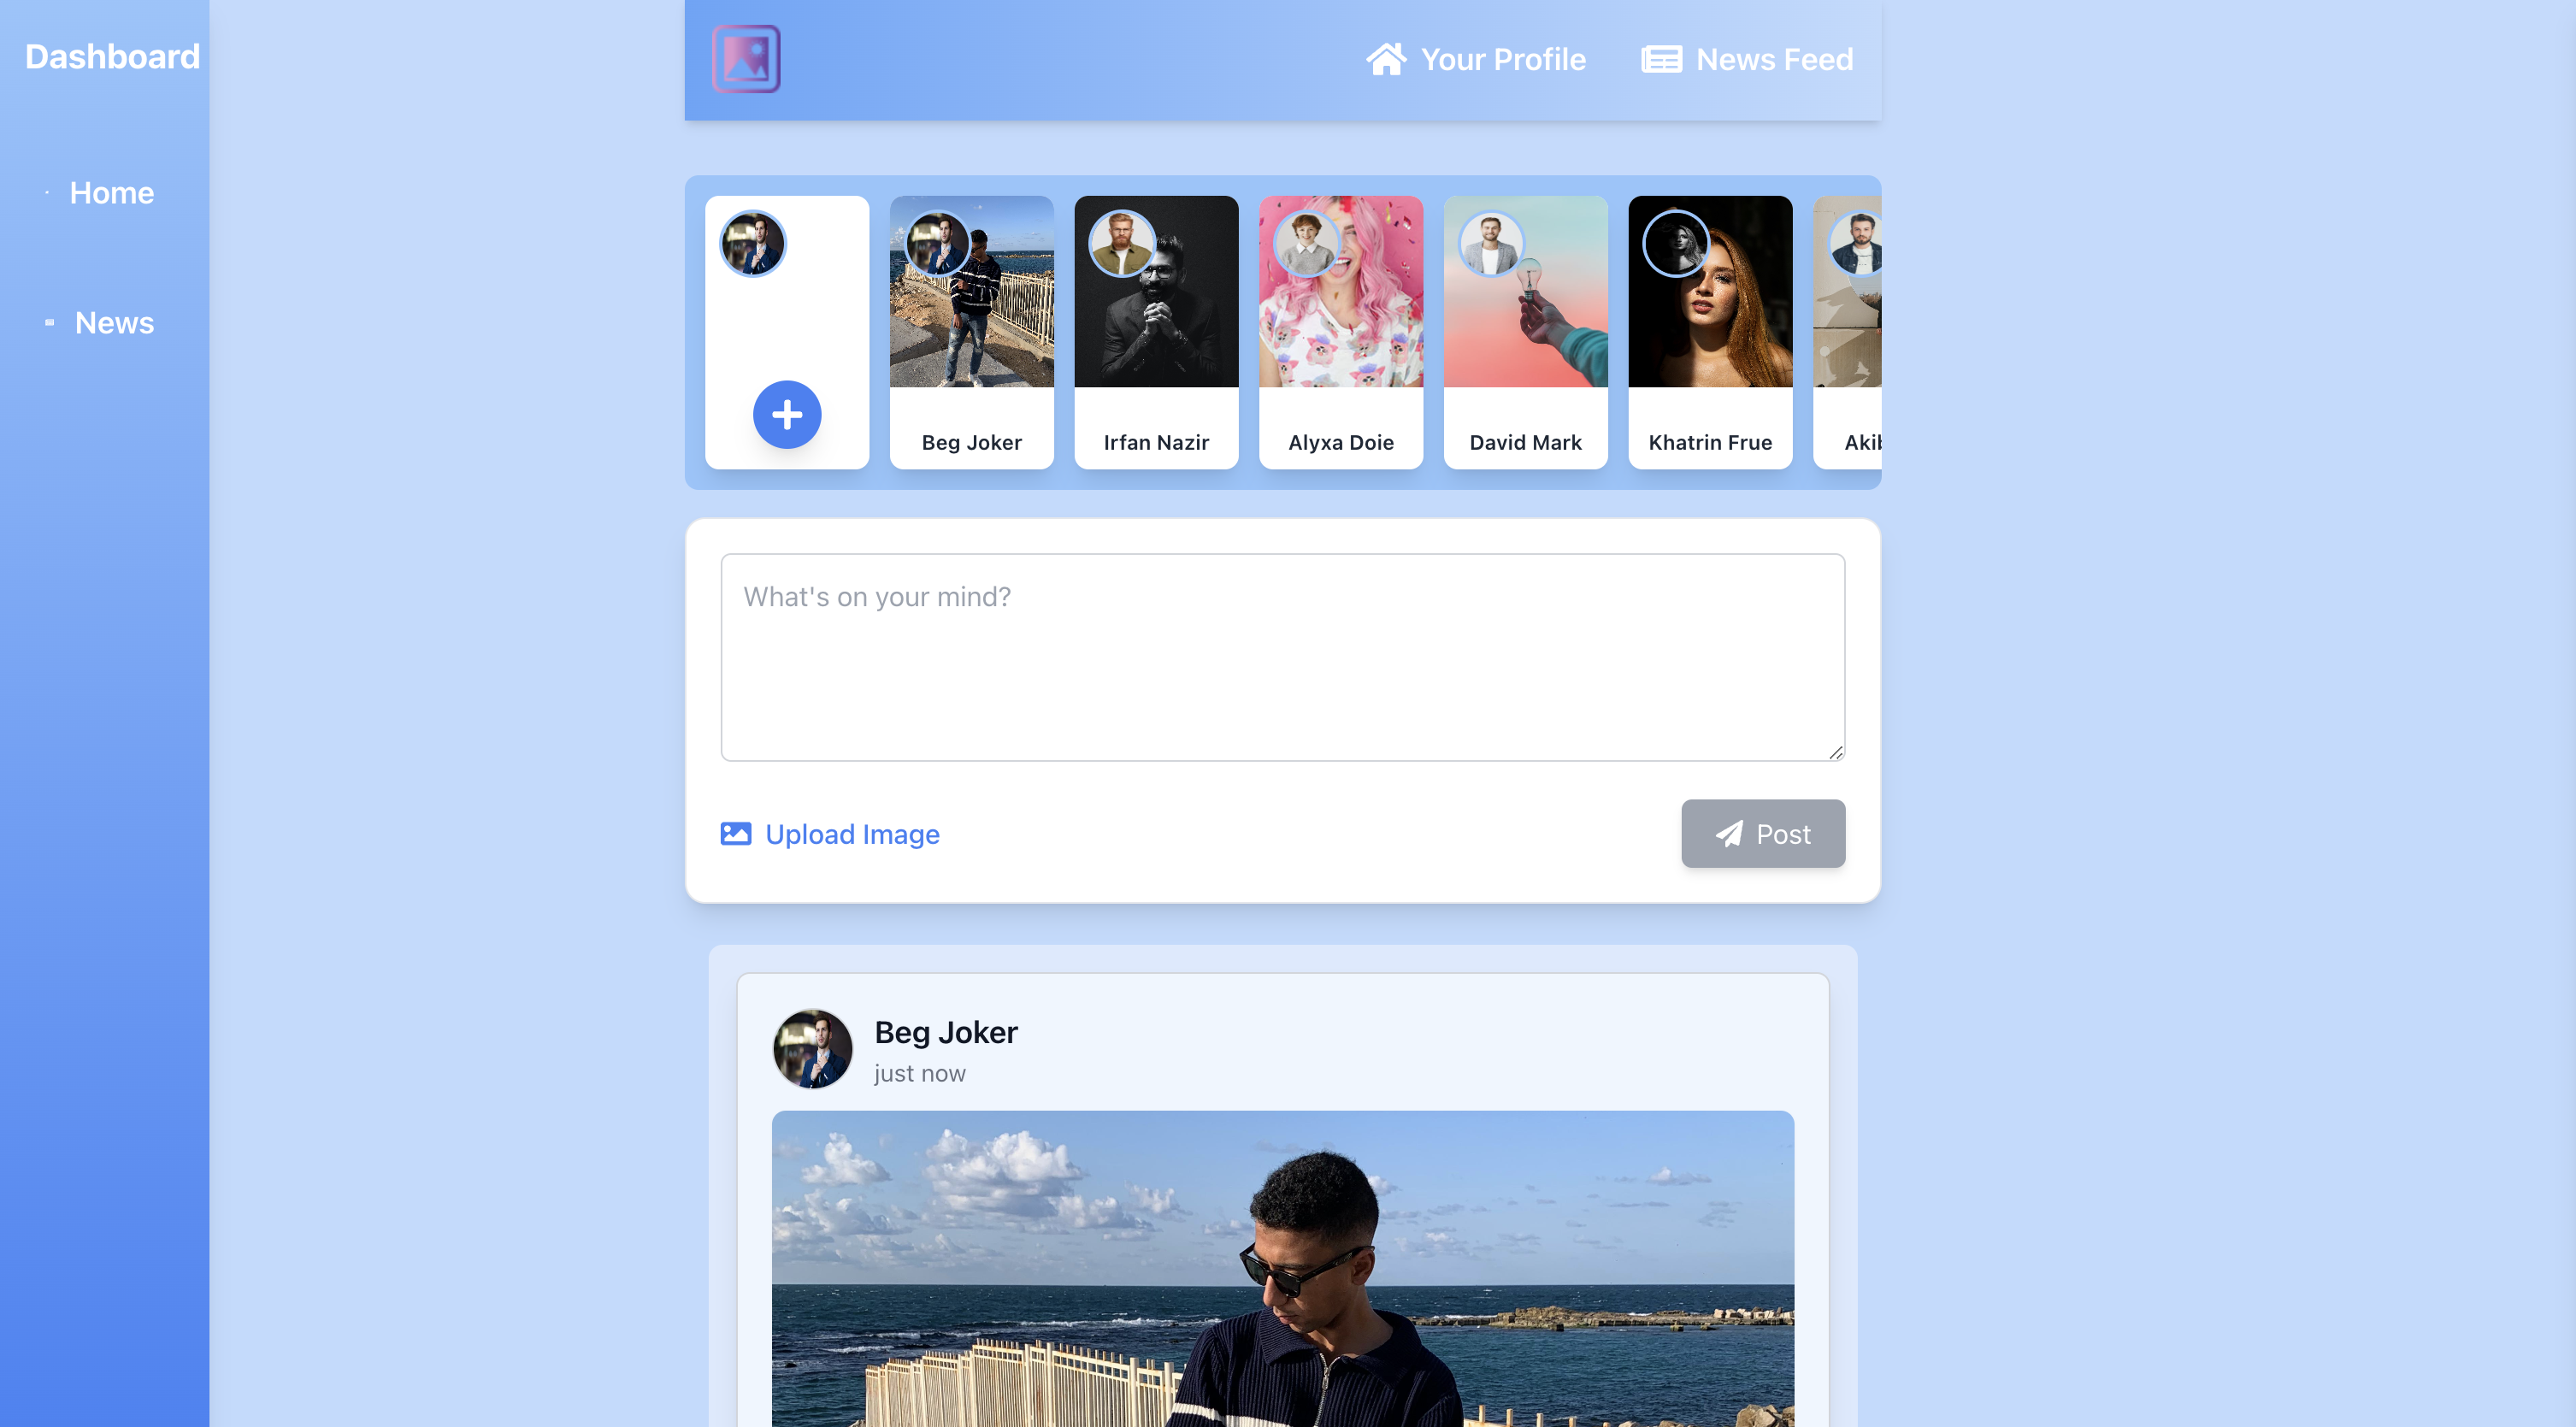 Dashboard
Home
News
Your Profile
News Feed
Beg Joker
Irfan Nazir
Alyxa Doie
David Mark
Khatrin Frue
What's on your mind?
Upload Image
Post
Beg Joker
just now